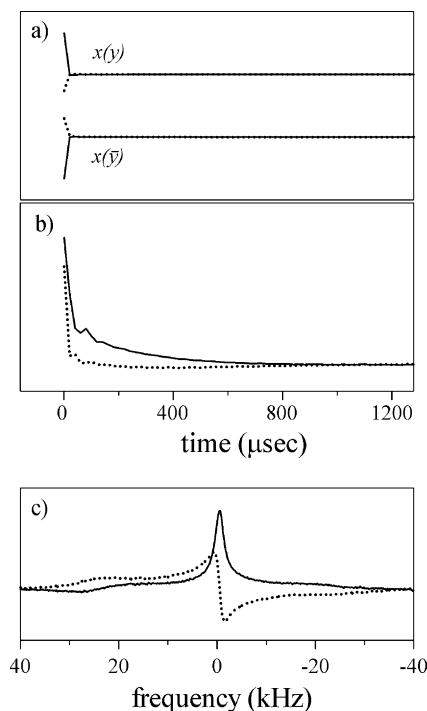 a)
x(y)
x(ȳ)
b)
0 400 800 1200
time (μsec)
c)
40 20 0 -20 -40
frequency (kHz)